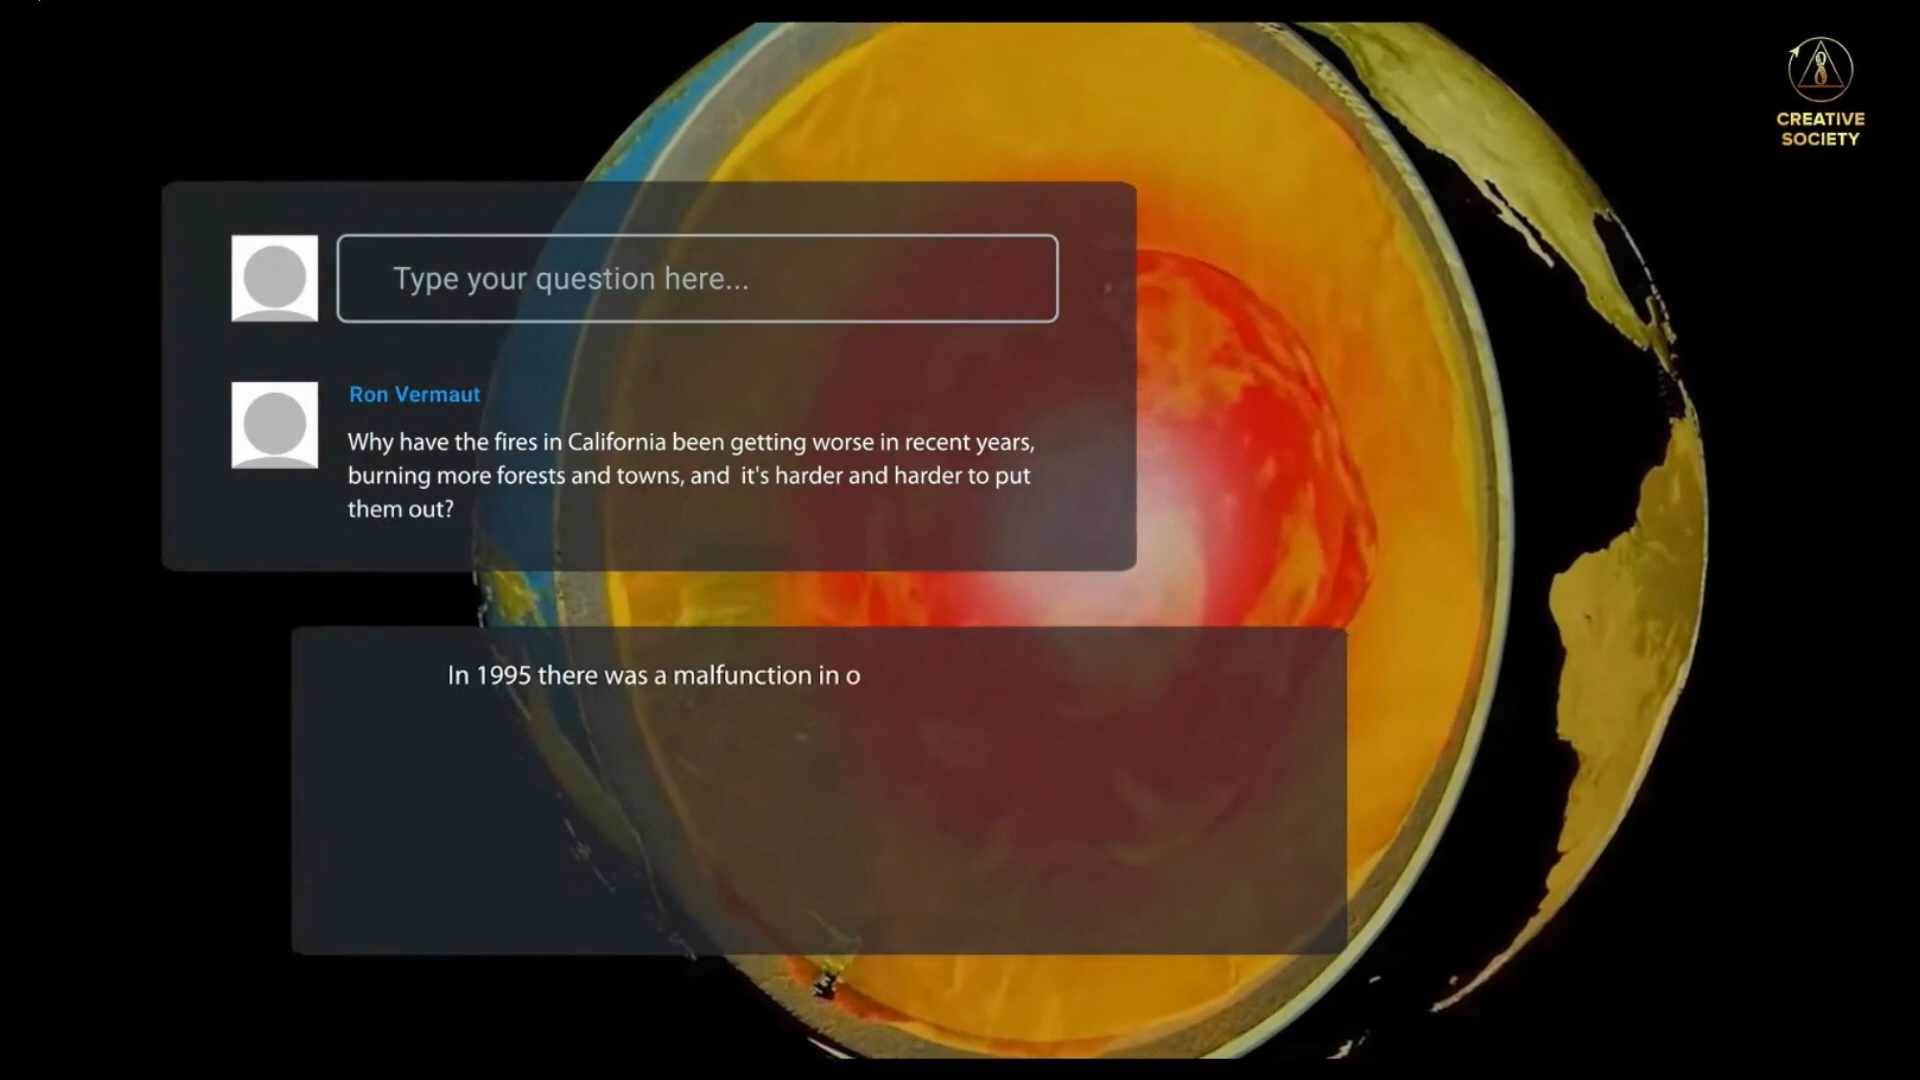 CREATIVE
SOCIETY
Type your question here...
Ron Vermaut
Why have the fires in California been getting worse in recent years,
burning more forests and towns, and  it's harder and harder to put
them out?
In 1995 there was a malfunction in o